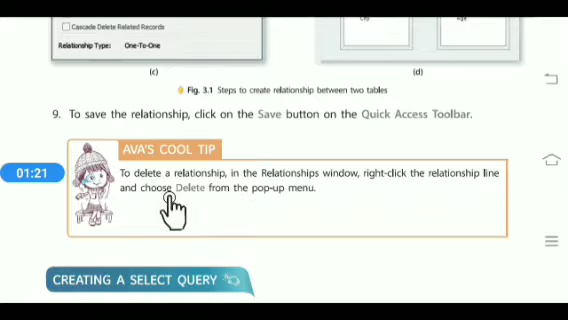 City
Age
Cascade Delete Related Records
Relationship Type: One-To-One
(c)
(d)
Fig. 3.1 Steps to create relationship between two tables
9. To save the relationship, click on the Save button on the Quick Access Toolbar.
AVA'S COOL TIP
01:21
To delete a relationship, in the Relationships window, right-click the relationship line
and choose Delete from the pop-up menu.
CREATING A SELECT QUERY